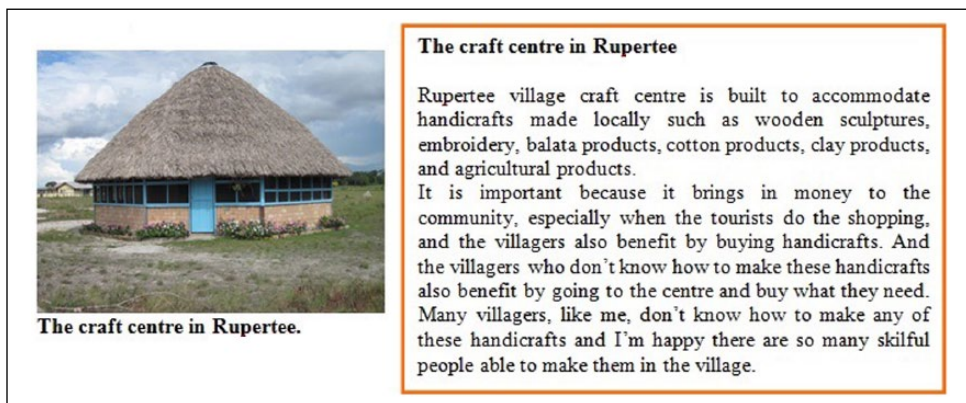 The craft centre in Rupertee.
The craft centre in Rupertee
Rupertee village craft centre is built to accommodate
handicrafts made locally such as wooden sculptures,
embroidery, balata products, cotton products, clay products,
and agricultural products.
It is important because it brings in money to the
community, especially when the tourists do the shopping,
and the villagers also benefit by buying handicrafts. And
the villagers who don't know how to make these handicrafts
also benefit by going to the centre and buy what they need.
Many villagers, like me, don't know how to make any of
these handicrafts and I'm happy there are so many skilful
people able to make them in the village.